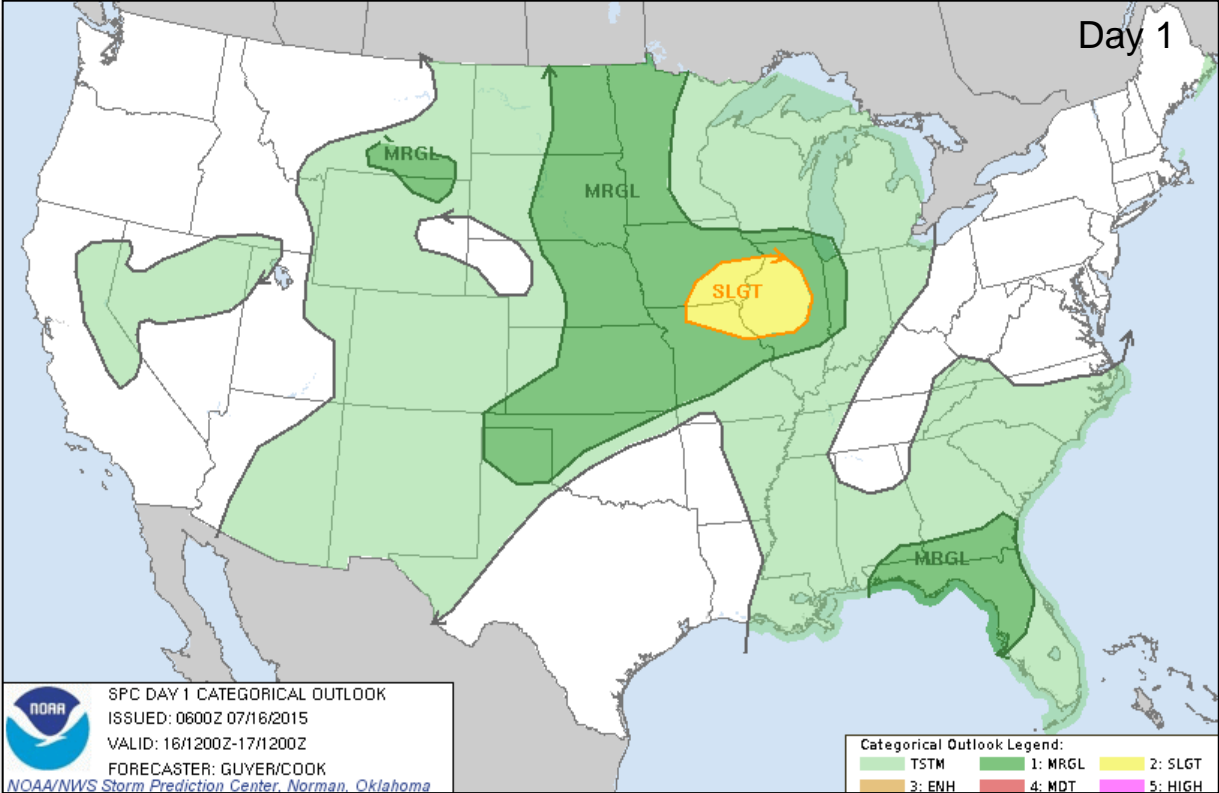 Day 1
MRGL
MRGL
SLGT
MRGL
NOAA
SPC DAY 1 CATEGORICAL OUTLOOK
ISSUED: 0600Z 07/16/2015
VALID: 16/1200Z-17/1200Z
FORECASTER: GUYER/COOK
NOAA/NWS Storm Prediction Center, Norman, Oklahoma
Categorical Outlook Legend:
TSTM 1: MRGL 2: SLGT
3: ENH 4: MDT 5: HIGH